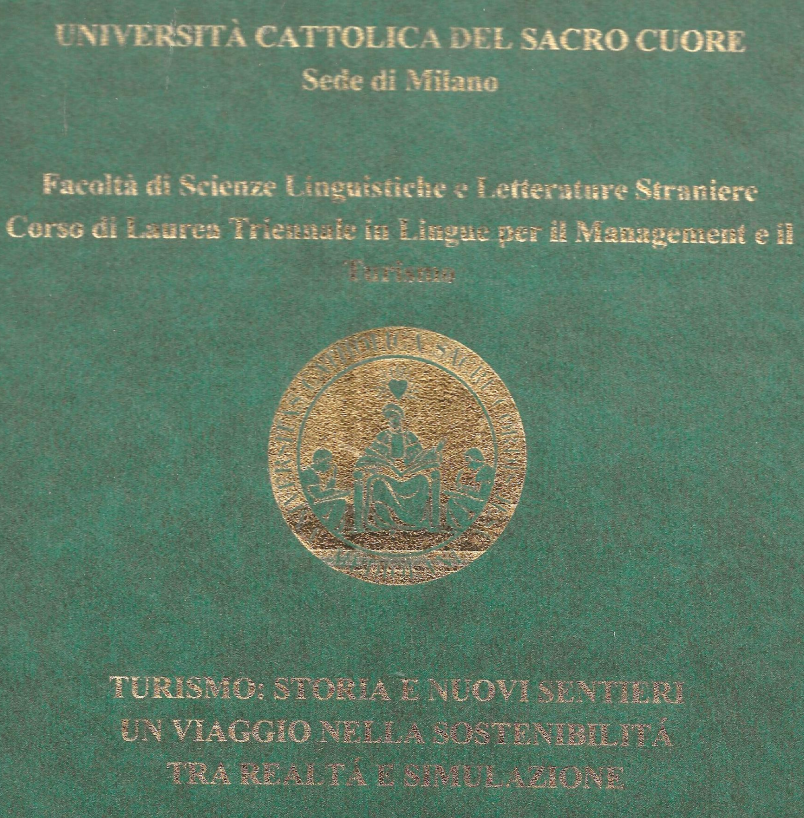 UNIVERSITÀ CATTOLICA DEL SACRO CUORE
Sede di Milano
Facoltà di Scienze Linguistiche e Letterature Straniere
Corso di Laurea Triennale in Lingue per il Management e il
Turismo
TURISMO: STORIA E NUOVI SENTIERI
UN VIAGGIO NELLA SOSTENIBILITÁ
TRA REALTÁ E SIMULAZIONE